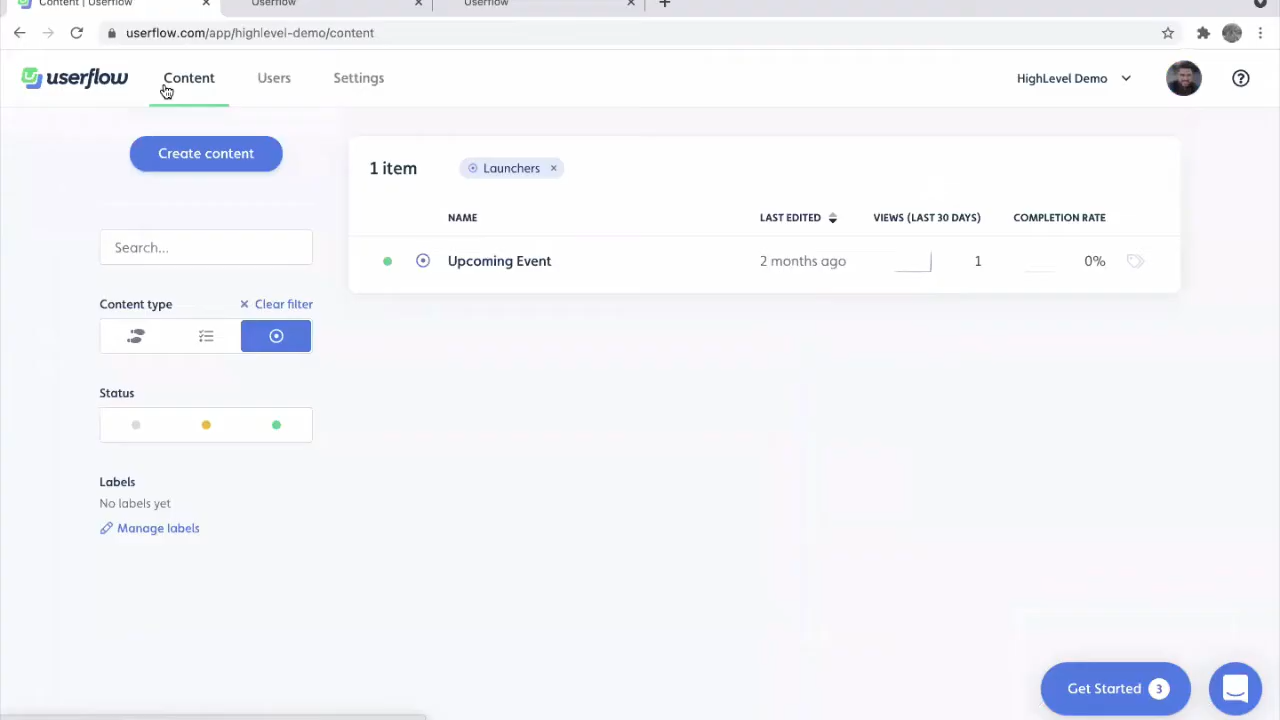 Content | Userflow
Userflow
Userflow
userflow.com/app/highlevel-demo/content
userflow
Content
Users
Settings
HighLevel Demo
Create content
1 item
Launchers
Search...
NAME
LAST EDITED
VIEWS (LAST 30 DAYS)
COMPLETION RATE
Upcoming Event
2 months ago
1
0%
Content type
Clear filter
Status
Labels
No labels yet
Manage labels
Get Started 3